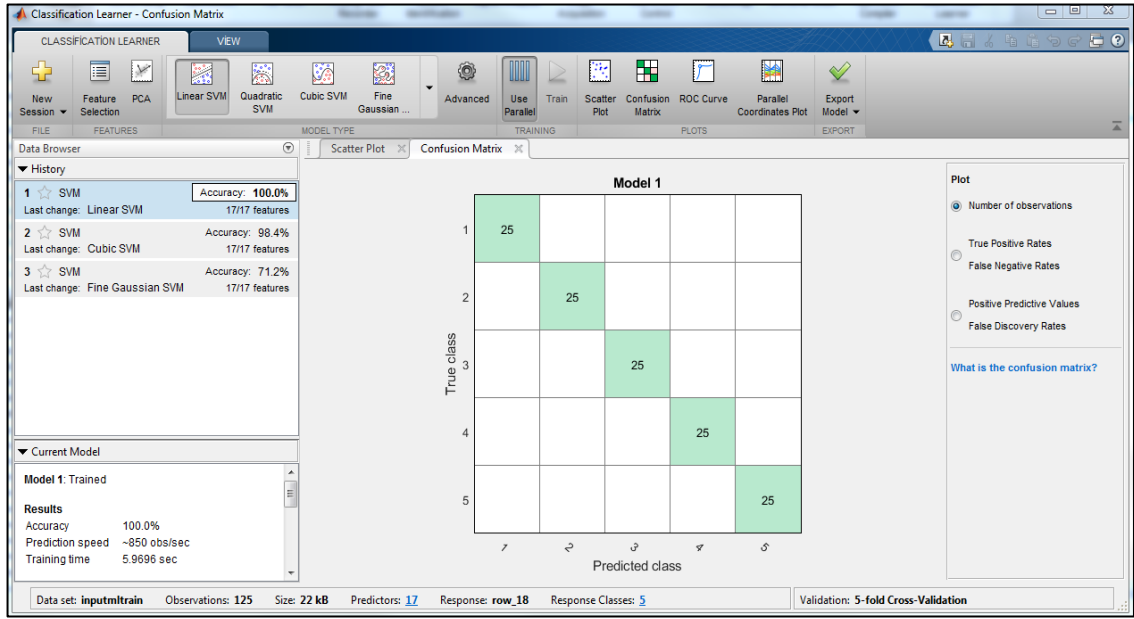 Classification Learner - Confusion Matrix
CLASSIFICATION LEARNER VIEW
New Session
Feature Selection
PCA
Linear SVM
Quadratic SVM
Cubic SVM
Fine Gaussian ...
Advanced
Use Parallel
Train
Scatter Plot
Confusion Matrix
ROC Curve
Parallel Coordinates Plot
Export Model
FILE FEATURES MODEL TYPE TRAINING PLOTS EXPORT
Data Browser
Scatter Plot Confusion Matrix
History
1 SVM Accuracy: 100.0%
Last change: Linear SVM 17/17 features
2 SVM Accuracy: 98.4%
Last change: Cubic SVM 17/17 features
3 SVM Accuracy: 71.2%
Last change: Fine Gaussian SVM 17/17 features
Current Model
Model 1: Trained
Results
Accuracy 100.0%
Prediction speed ~850 obs/sec
Training time 5.9696 sec
Model 1
True class
1 25
2 25
3 25
4 25
5 25
1 2 3 4 5
Predicted class
Plot
Number of observations
True Positive Rates
False Negative Rates
Positive Predictive Values
False Discovery Rates
What is the confusion matrix?
Data set: inputmltrain Observations: 125 Size: 22 kB Predictors: 17 Response: row_18 Response Classes: 5 Validation: 5-fold Cross-Validation